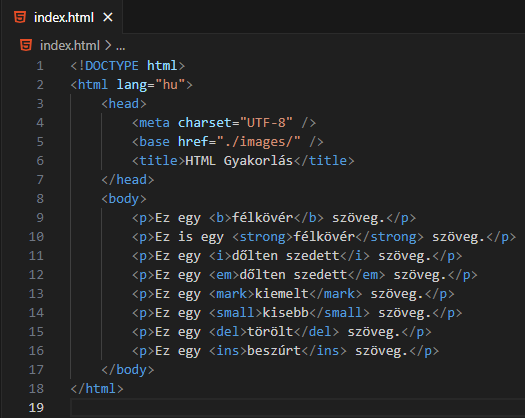 index.html ×
index.html > ...
1 <!DOCTYPE html>
2 <html lang="hu">
3 <head>
4 <meta charset="UTF-8" />
5 <base href="./images/" />
6 <title>HTML Gyakorlás</title>
7 </head>
8 <body>
9 <p>Ez egy <b>félkövér</b> szöveg.</p>
10 <p>Ez is egy <strong>félkövér</strong> szöveg.</p>
11 <p>Ez egy <i>dőlten szedett</i> szöveg.</p>
12 <p>Ez egy <em>dőlten szedett</em> szöveg.</p>
13 <p>Ez egy <mark>kiemelt</mark> szöveg.</p>
14 <p>Ez egy <small>kisebb</small> szöveg.</p>
15 <p>Ez egy <del>törölt</del> szöveg.</p>
16 <p>Ez egy <ins>beszúrt</ins> szöveg.</p>
17 </body>
18 </html>
19